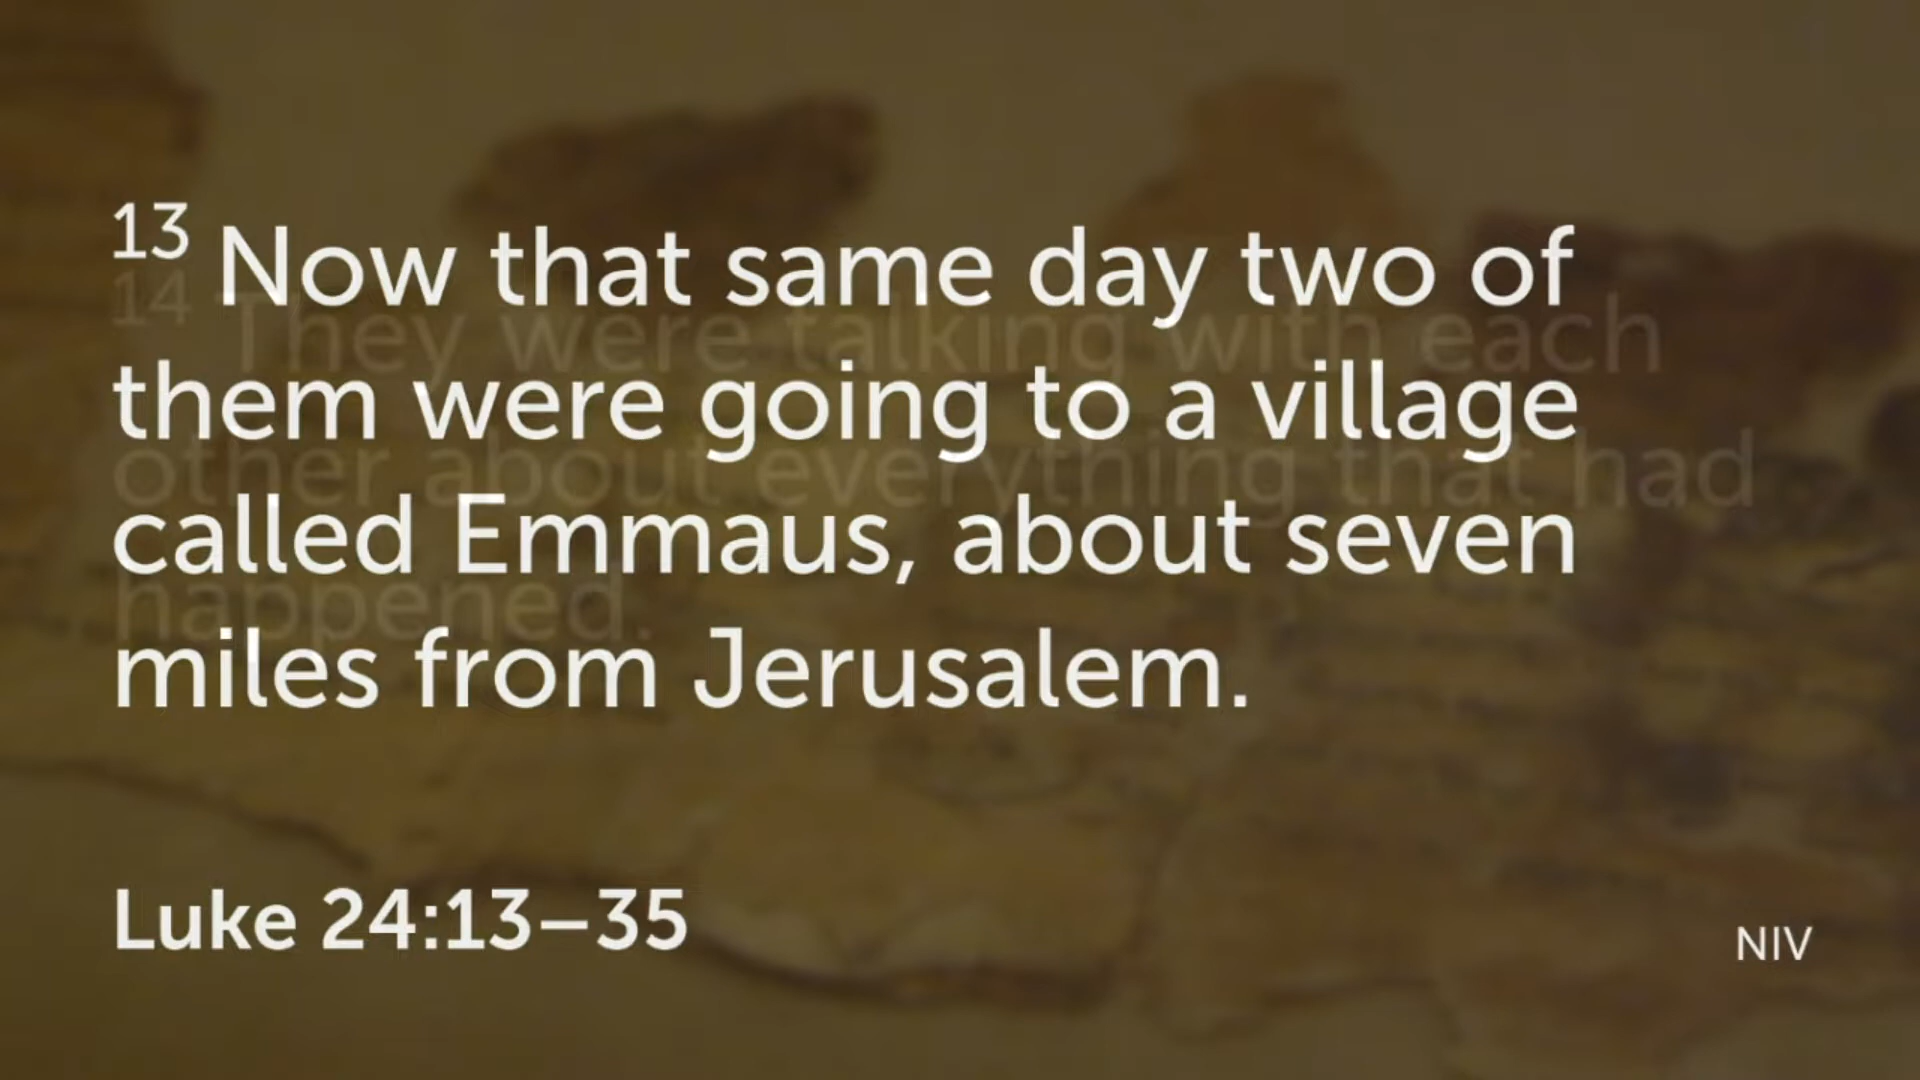 13 Now that same day two of
them were going to a village
called Emmaus, about seven
miles from Jerusalem.
14 They were talking with each
other about everything that had
happened.
Luke 24:13–35
NIV